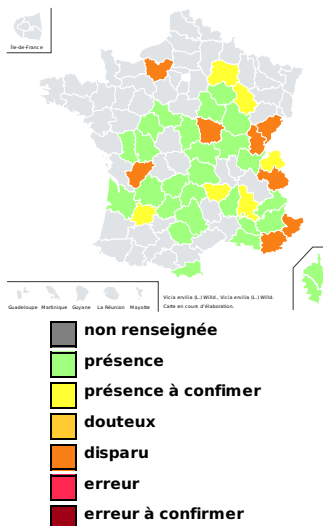 Île-de-France
Guadeloupe Martinique Guyane La Réunion Mayotte
Vicia ervilia (L.) Willd., Vicia ervilia (L.) Willd.
Carte en cours d'élaboration.
non renseignée
présence
présence à confimer
douteux
disparu
erreur
erreur à confirmer